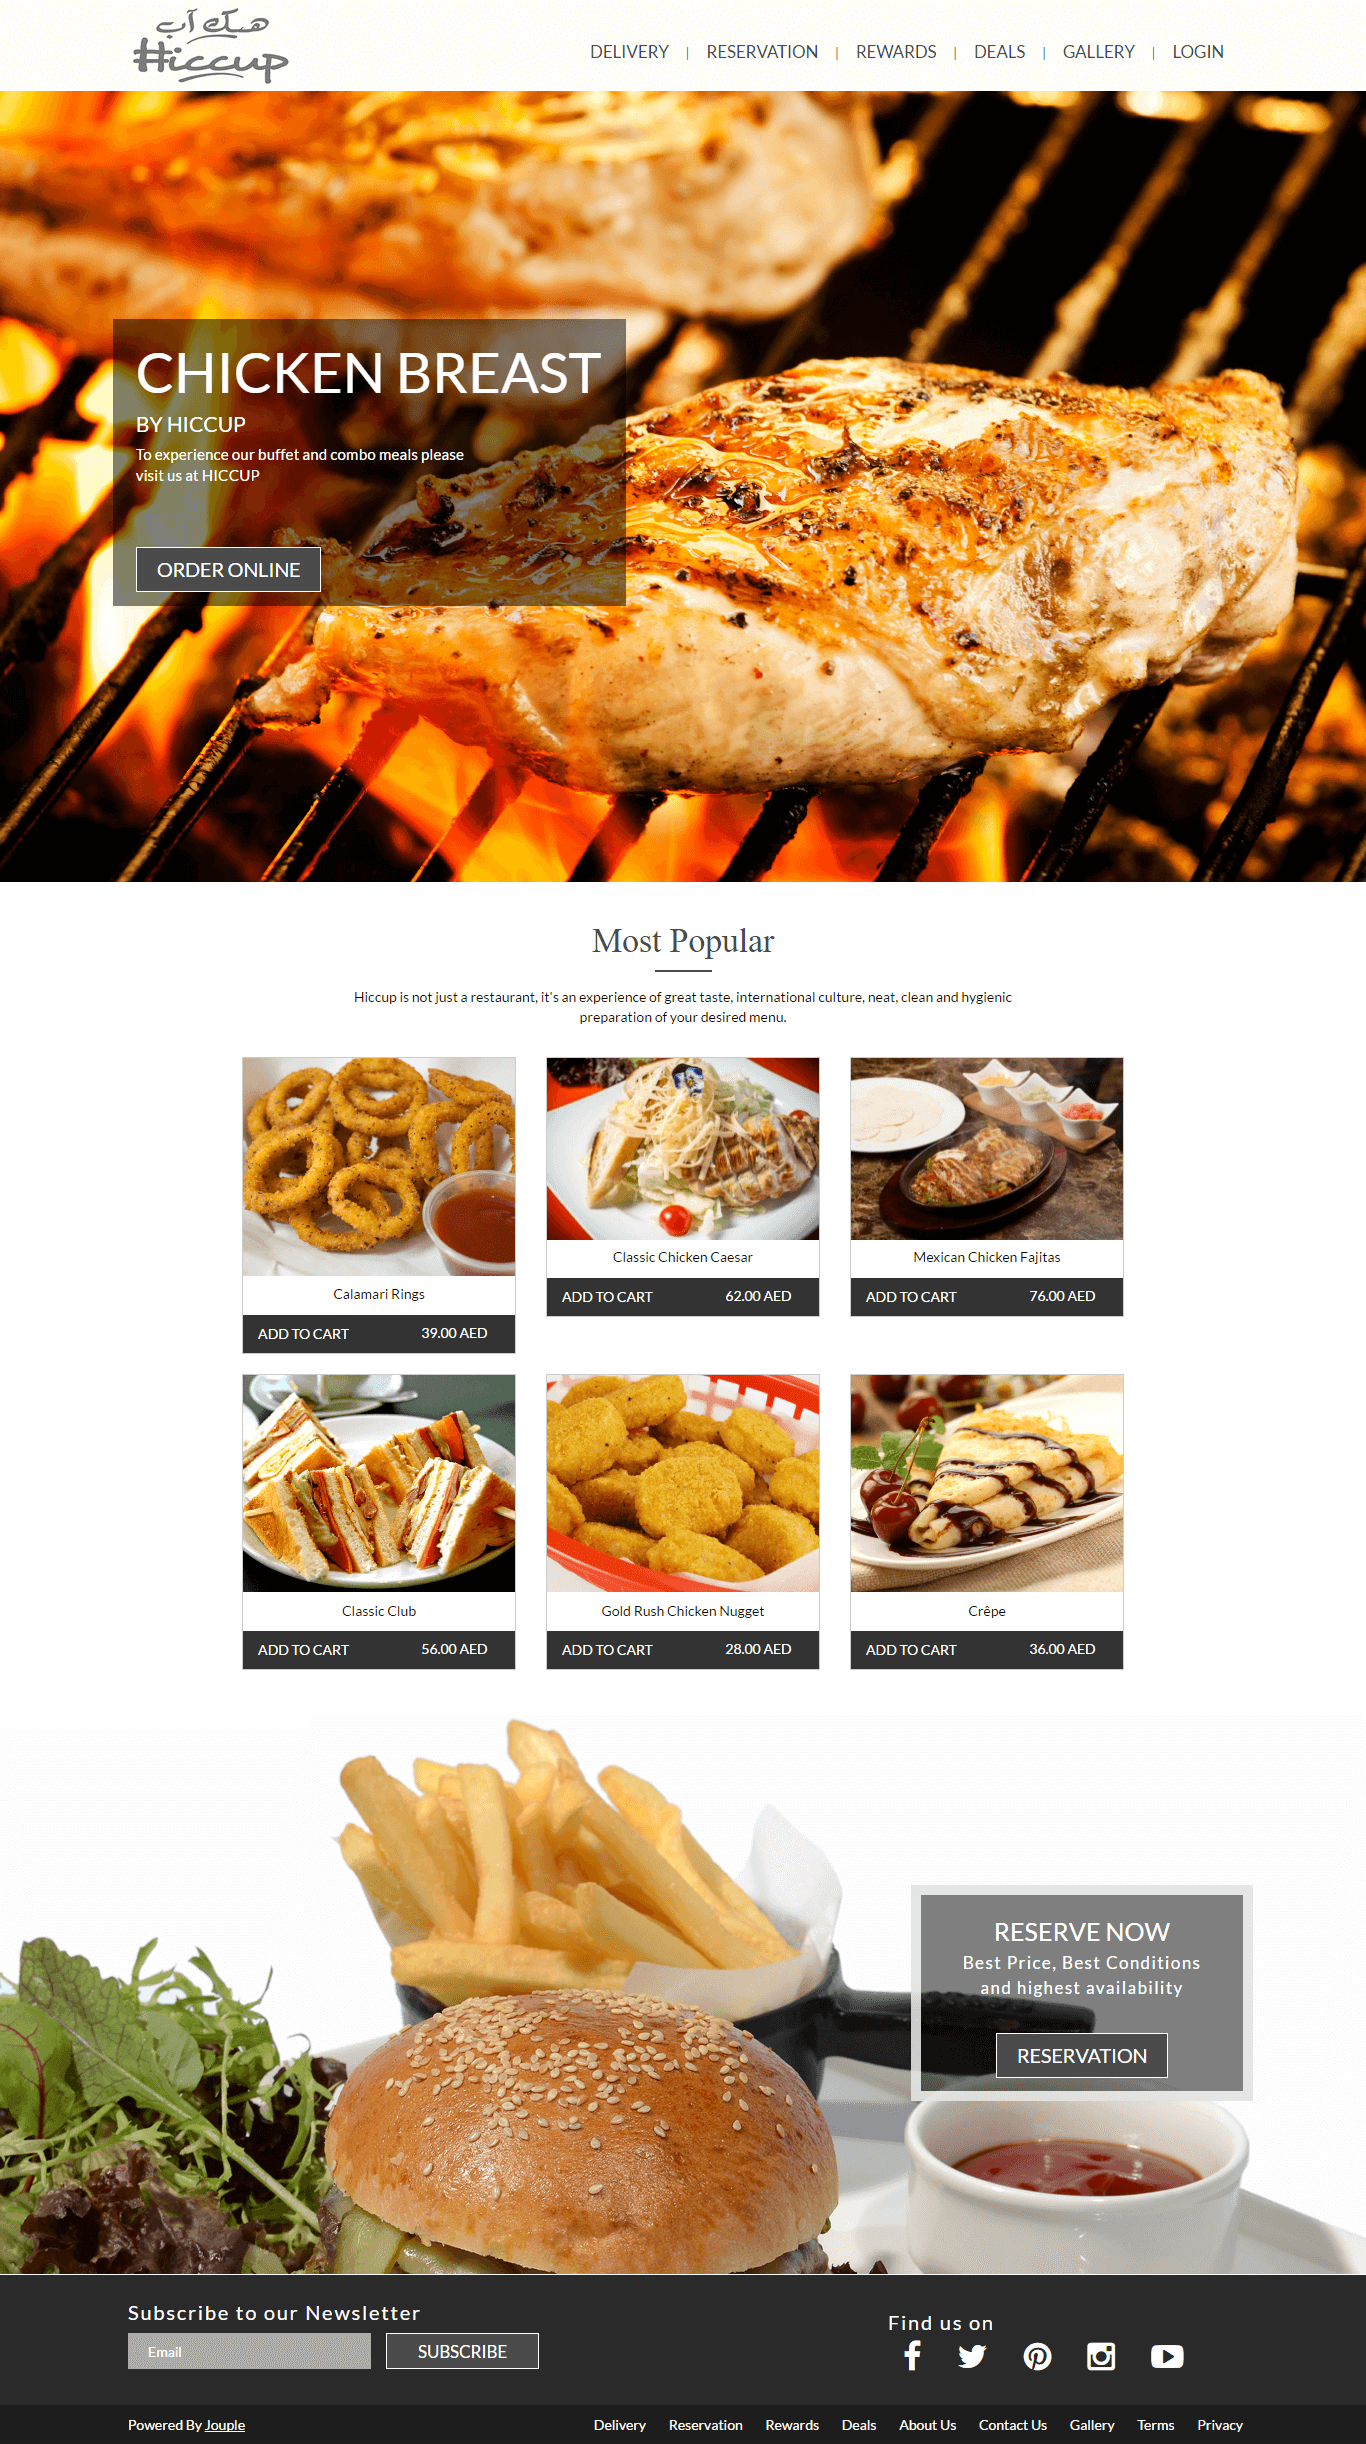 هك آب
Hiccup
DELIVERY | RESERVATION | REWARDS | DEALS | GALLERY | LOGIN
CHICKEN BREAST
BY HICCUP
To experience our buffet and combo meals please
visit us at HICCUP
ORDER ONLINE
Most Popular
Hiccup is not just a restaurant, it's an experience of great taste, international culture, neat, clean and hygienic
preparation of your desired menu.
Calamari Rings
ADD TO CART 39.00 AED
Classic Chicken Caesar
ADD TO CART 62.00 AED
Mexican Chicken Fajitas
ADD TO CART 76.00 AED
Classic Club
ADD TO CART 56.00 AED
Gold Rush Chicken Nugget
ADD TO CART 28.00 AED
Crêpe
ADD TO CART 36.00 AED
RESERVE NOW
Best Price, Best Conditions
and highest availability
RESERVATION
Subscribe to our Newsletter
Email
SUBSCRIBE
Find us on
Powered By Jouple
Delivery Reservation Rewards Deals About Us Contact Us Gallery Terms Privacy